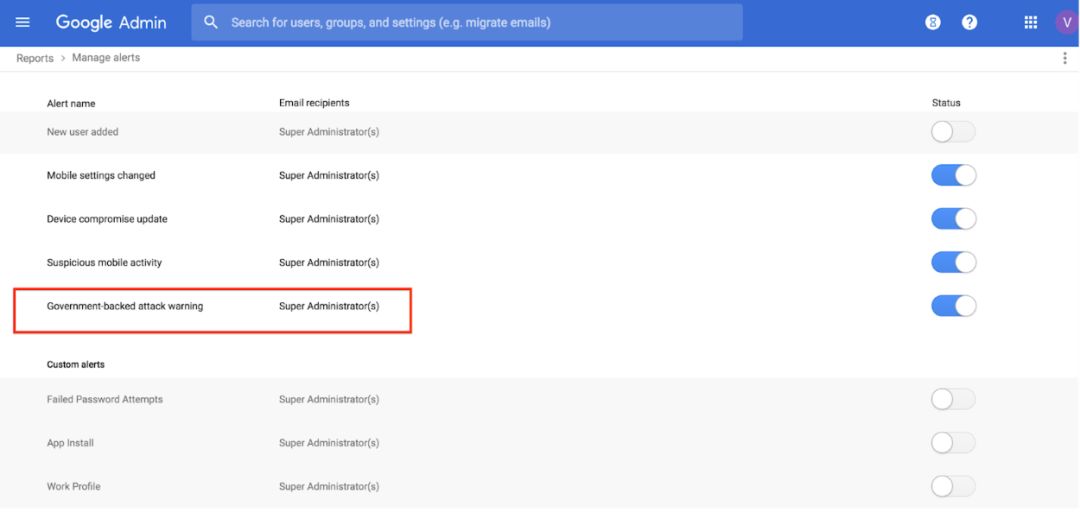 Google Admin
Search for users, groups, and settings (e.g. migrate emails)
V
Reports > Manage alerts
Alert name Email recipients Status
New user added Super Administrator(s)
Mobile settings changed Super Administrator(s)
Device compromise update Super Administrator(s)
Suspicious mobile activity Super Administrator(s)
Government-backed attack warning Super Administrator(s)
Custom alerts
Failed Password Attempts Super Administrator(s)
App Install Super Administrator(s)
Work Profile Super Administrator(s)